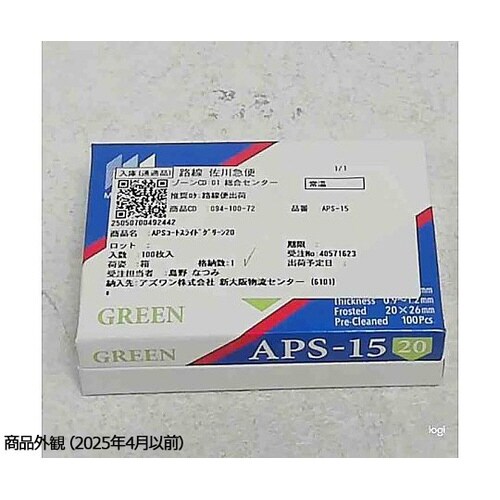 入庫(通過品) 路線 佐川急便 1/1
ゾーンCD:01 総合センター 常温
推奨ﾛｹ:路線便出荷
商品CD :094-100-72 品番 :APS-15
25050700492442
商品名:APSｺｰﾄｽﾗｲﾄﾞｸﾞﾘｰﾝ20
ロット: 期限 :
入数 :100枚入 受注No:40571623
荷姿 :箱 格納数:1 出荷予定日:
受注担当者:島野 なつみ
納入先:アズワン株式会社 新大阪物流センター (6101)
GREEN
Thickness 0.9~1.2mm
Frosted 20×26mm
Pre-Cleaned 100Pcs
GREEN APS-15 20
logi
商品外観 (2025年4月以前)